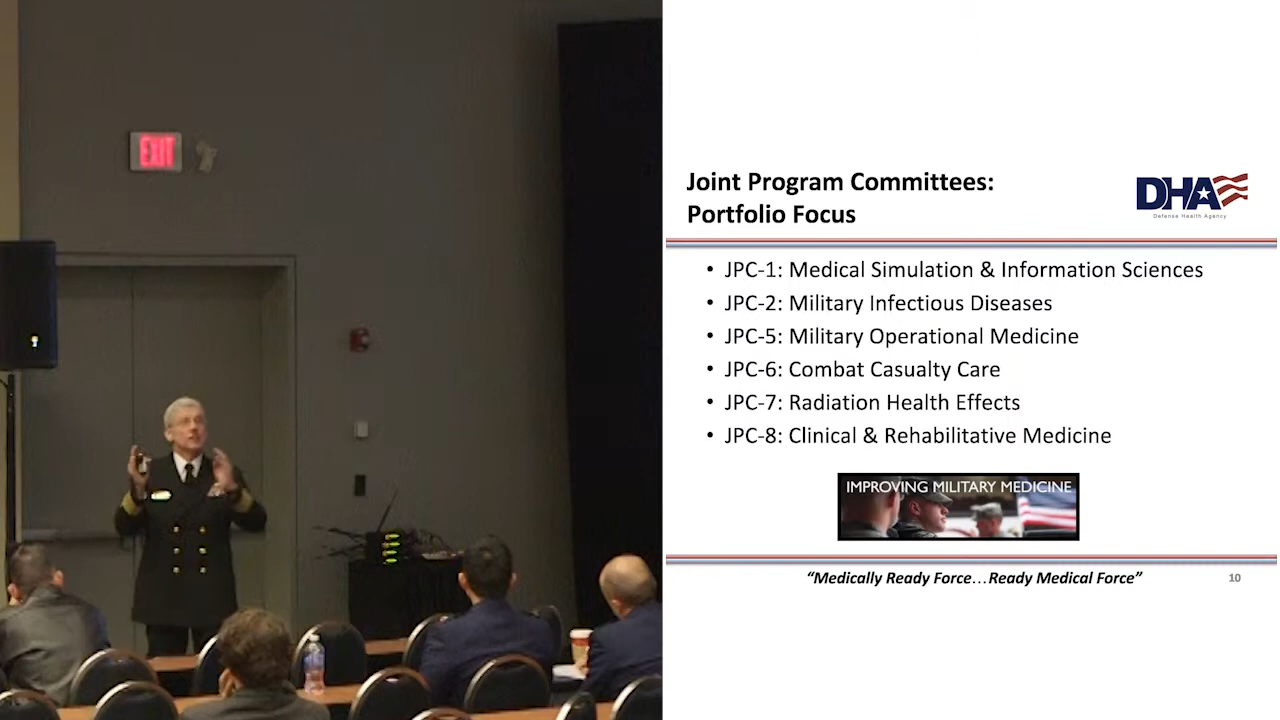 EXIT
Joint Program Committees:
Portfolio Focus
DHA
Defense Health Agency
• JPC-1: Medical Simulation & Information Sciences
• JPC-2: Military Infectious Diseases
• JPC-5: Military Operational Medicine
• JPC-6: Combat Casualty Care
• JPC-7: Radiation Health Effects
• JPC-8: Clinical & Rehabilitative Medicine
IMPROVING MILITARY MEDICINE
“Medically Ready Force…Ready Medical Force”
10